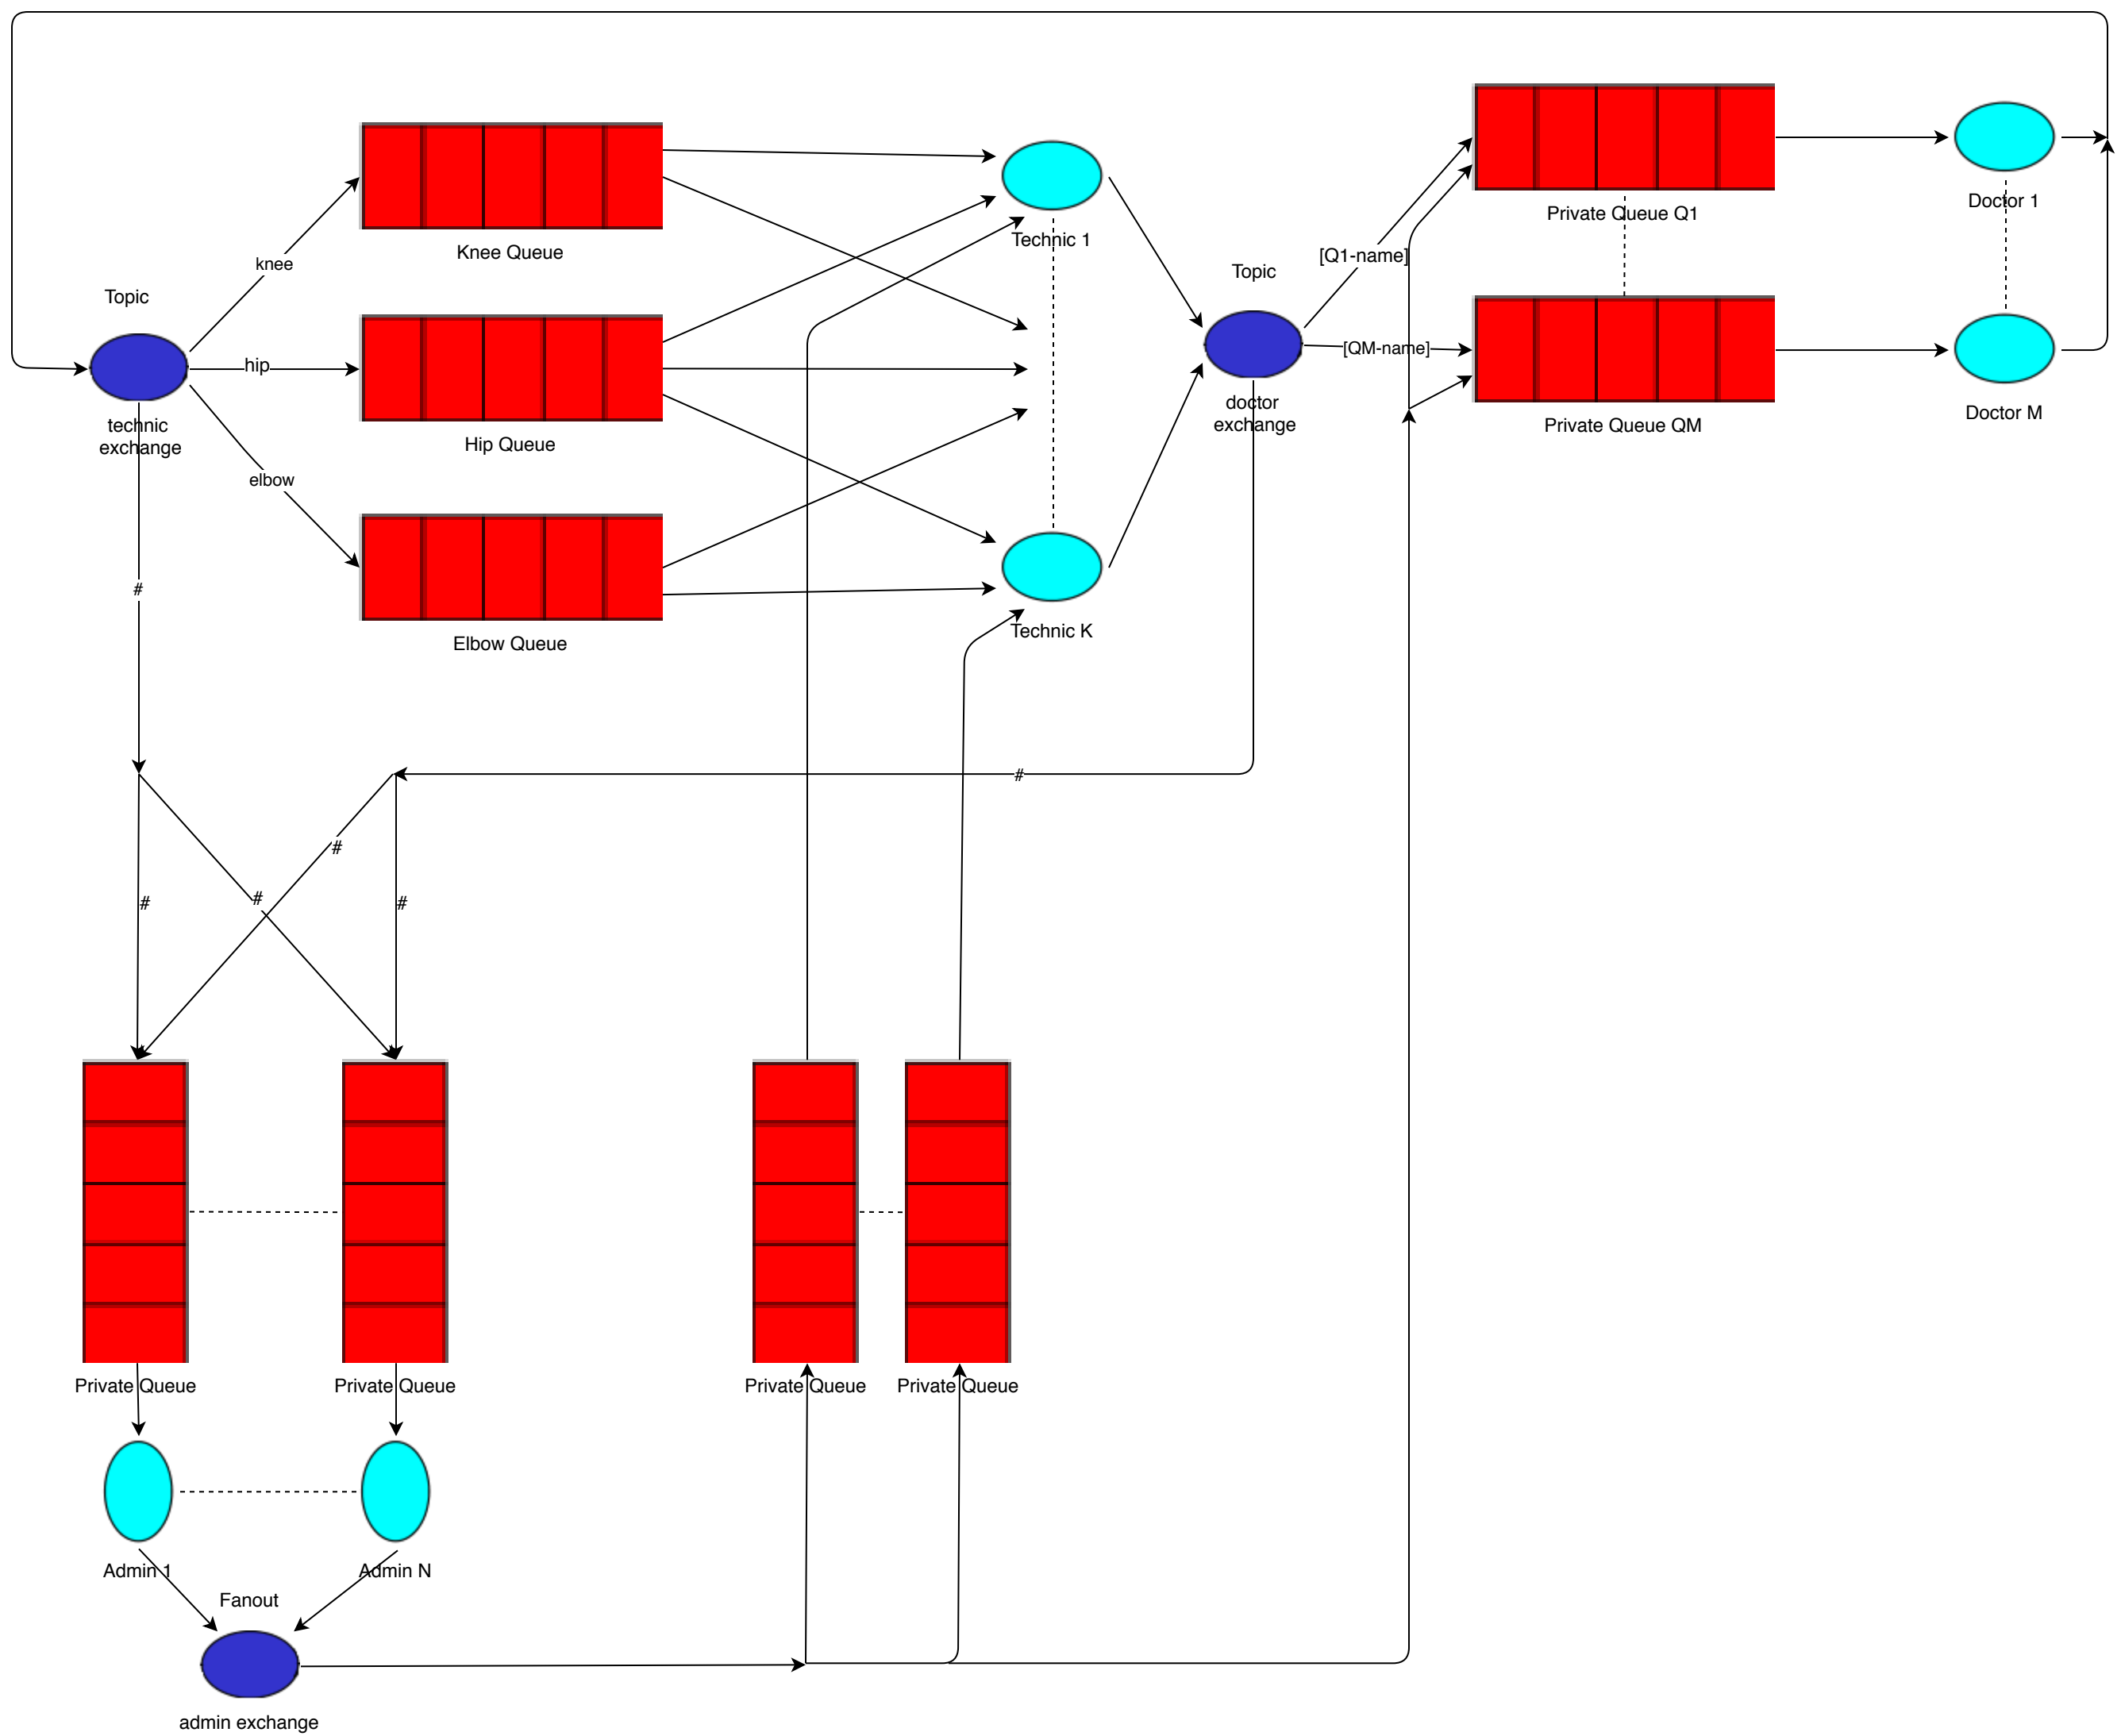 Private Queue Q1
Doctor 1
Technic 1
Knee Queue
[Q1-name]
knee
Topic
Topic
[QM-name]
hip
doctor
exchange
Doctor M
Private Queue QM
technic
exchange
Hip Queue
elbow
#
Technic K
Elbow Queue
#
#
#
#
#
Private Queue
Private Queue
Private Queue
Private Queue
Admin 1
Admin N
Fanout
admin exchange